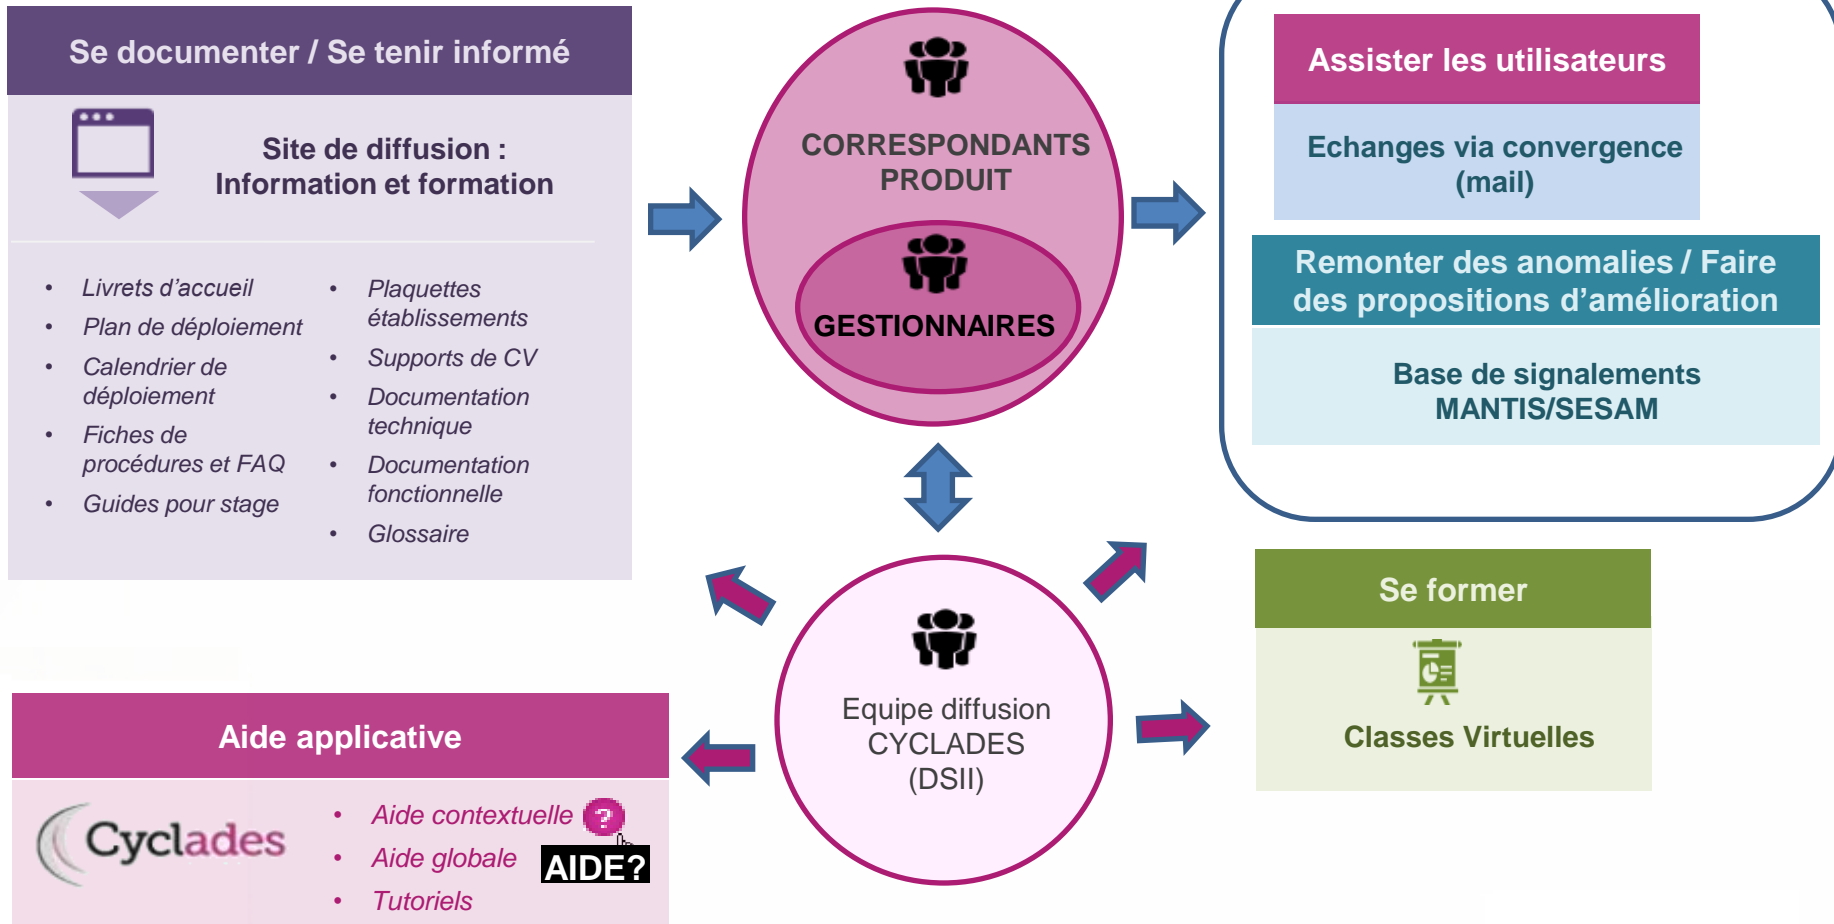 Se documenter / Se tenir informé
Site de diffusion :
Information et formation
• Livrets d’accueil
• Plan de déploiement
• Calendrier de
déploiement
• Fiches de
procédures et FAQ
• Guides pour stage
• Plaquettes
établissements
• Supports de CV
• Documentation
technique
• Documentation
fonctionnelle
• Glossaire
CORRESPONDANTS
PRODUIT
GESTIONNAIRES
Assister les utilisateurs
Echanges via convergence
(mail)
Remonter des anomalies / Faire
des propositions d’amélioration
Base de signalements
MANTIS/SESAM
Equipe diffusion
CYCLADES
(DSII)
Se former
Classes Virtuelles
Aide applicative
Cyclades
• Aide contextuelle ?
• Aide globale
AIDE?
• Tutoriels